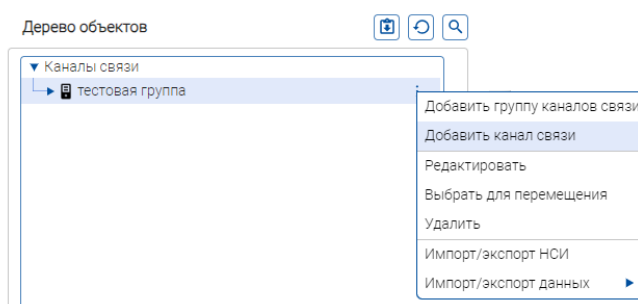 Дерево объектов
Каналы связи
тестовая группа
Добавить группу каналов связи
Добавить канал связи
Редактировать
Выбрать для перемещения
Удалить
Импорт/экспорт НСИ
Импорт/экспорт данных